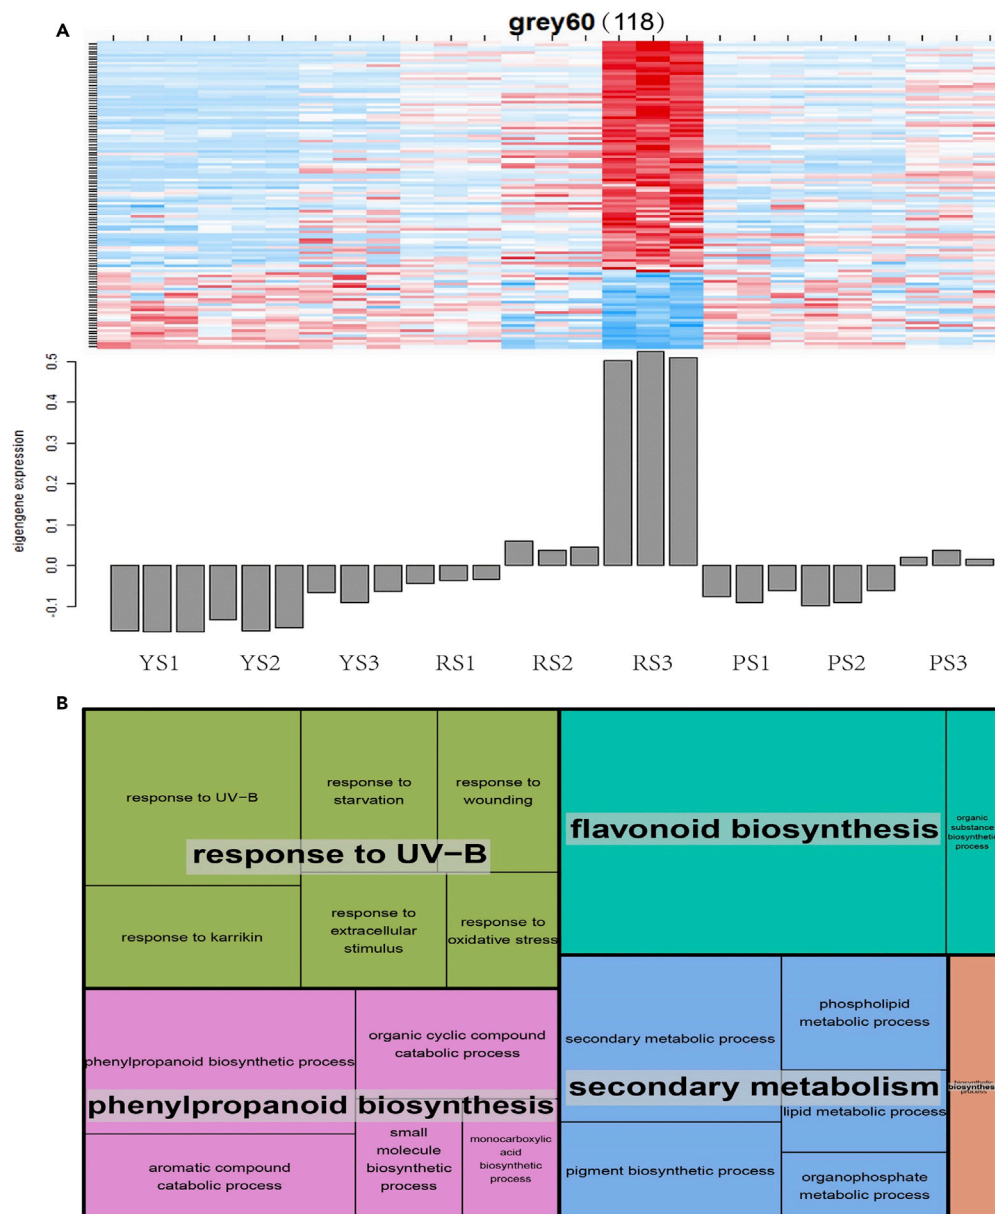 A
grey60 (118)
0.5
0.4
0.3
0.2
0.1
0.0
-0.1
eigengene expression
YS1 YS2 YS3 RS1 RS2 RS3 PS1 PS2 PS3
B
response to UV−B
response to
starvation
response to
wounding
response to UV−B
response to karrikin
response to
extracellular
stimulus
response to
oxidative stress
flavonoid biosynthesis
organic
substance
biosynthetic
process
phenylpropanoid biosynthetic process
organic cyclic compound
catabolic process
phenylpropanoid biosynthesis
aromatic compound
catabolic process
small
molecule
biosynthetic
process
monocarboxylic
acid
biosynthetic
process
secondary metabolic process
phospholipid
metabolic process
secondary metabolism
lipid metabolic process
pigment biosynthetic process
organophosphate
metabolic process
biosynthetic
biosynthesis
process